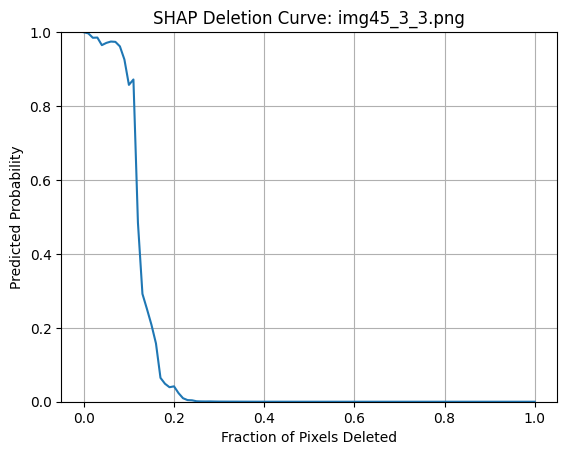 SHAP Deletion Curve: img45_3_3.png
1.0
0.8
0.6
0.4
0.2
0.0
Predicted Probability
0.0 0.2 0.4 0.6 0.8 1.0
Fraction of Pixels Deleted